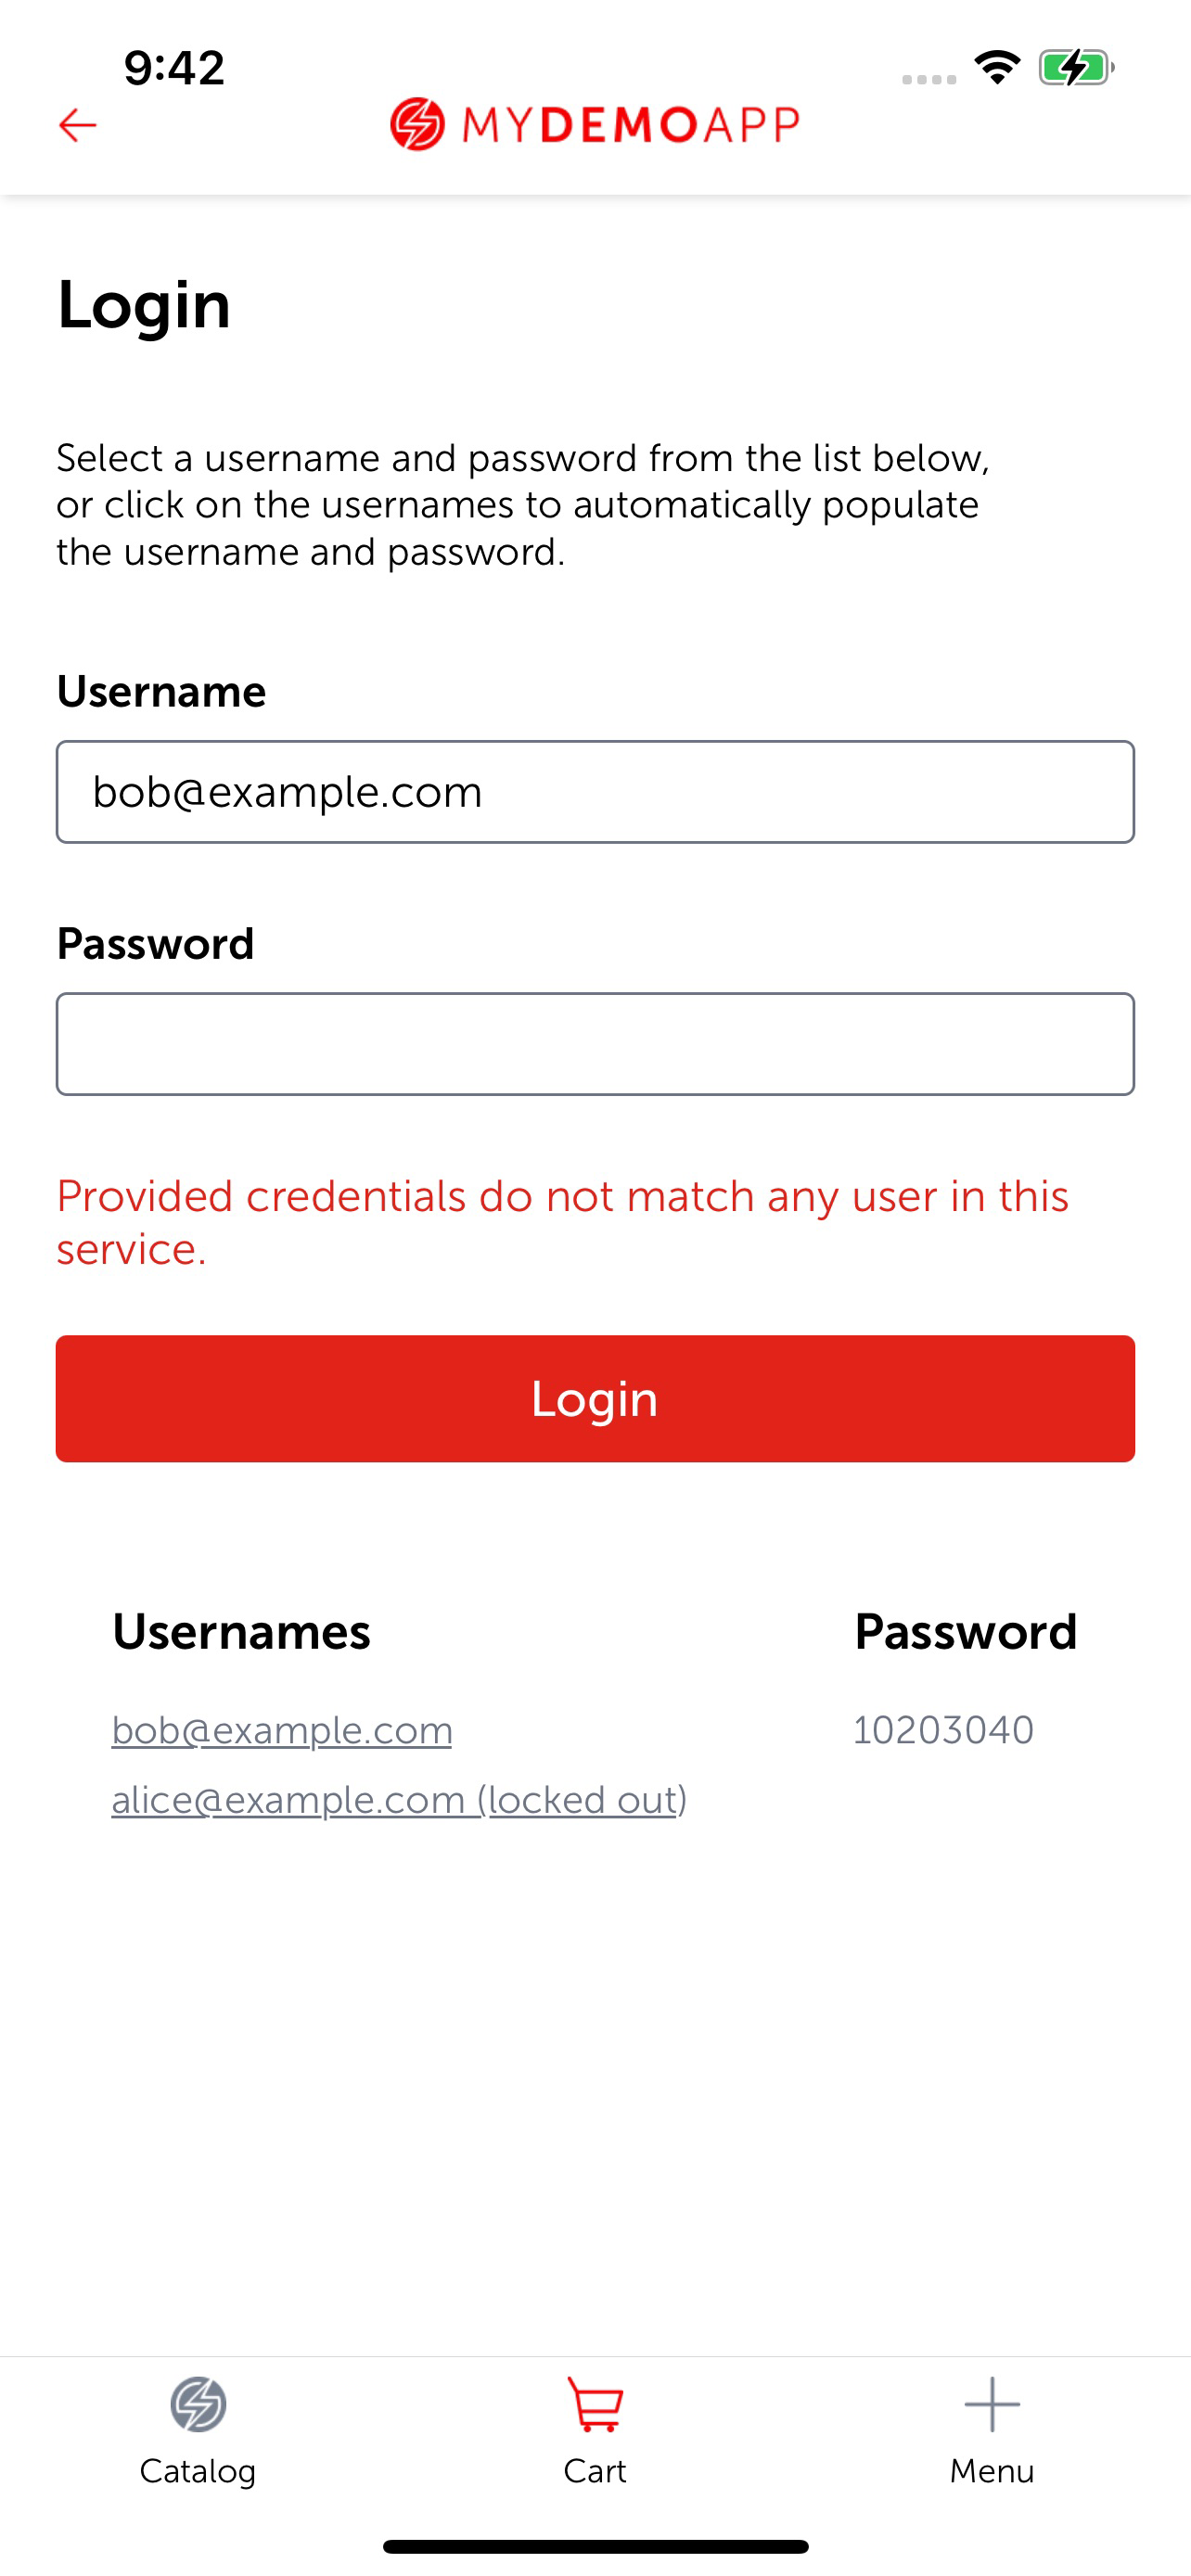 9:42
MYDEMOAPP
Login
Select a username and password from the list below,
or click on the usernames to automatically populate
the username and password.
Username
bob@example.com
Password
Provided credentials do not match any user in this
service.
Login
Usernames
Password
bob@example.com
10203040
alice@example.com (locked out)
Catalog
Cart
Menu